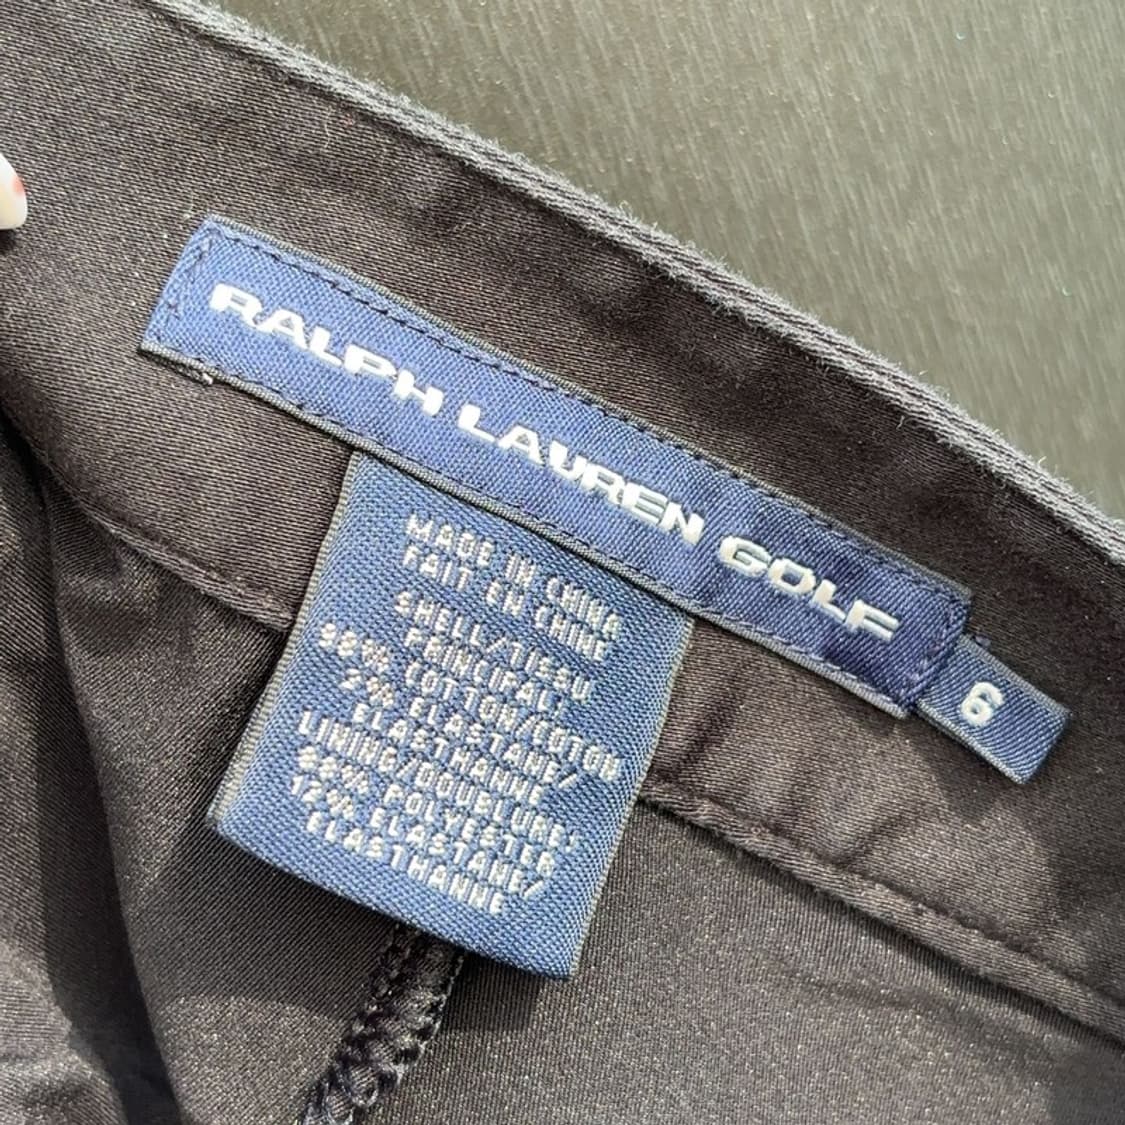 RALPH LAUREN GOLF
6
MADE IN CHINA
FAIT EN CHINE
SHELL/TISSU
PRINCIPAL:
98% COTTON/COTON
2% ELASTANE/
ELASTHANNE
LINING/DOUBLURE:
88% POLYESTER
12% ELASTANE/
ELASTHANNE